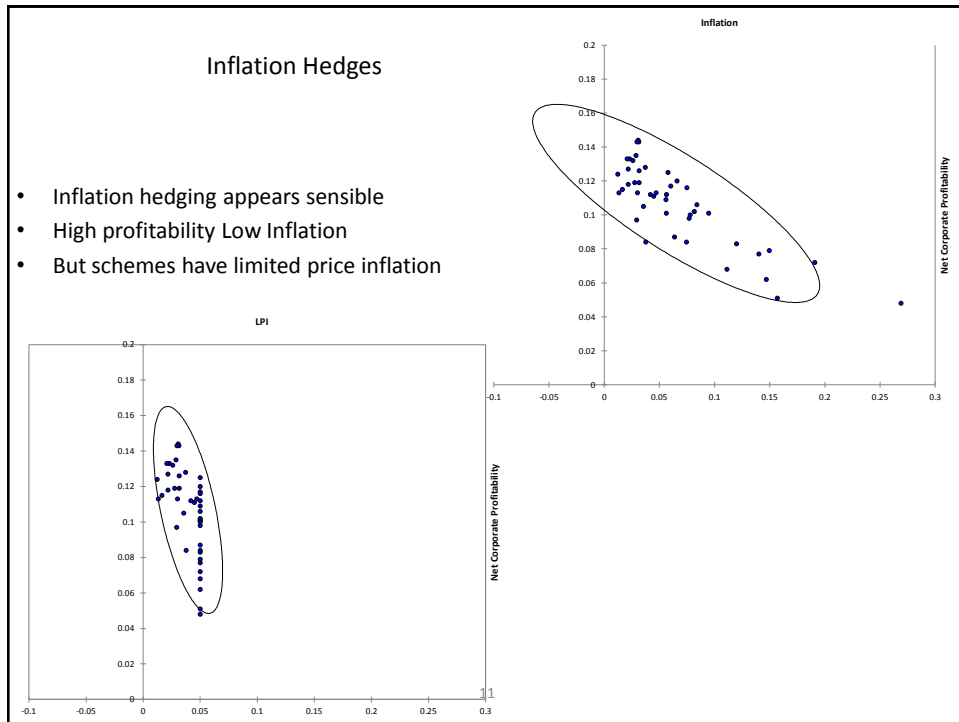 Inflation Hedges
• Inflation hedging appears sensible
• High profitability Low Inflation
• But schemes have limited price inflation
Inflation
0.2
0.18
0.16
0.14
0.12
0.1
0.08
0.06
0.04
0.02
0
-0.1 -0.05 0 0.05 0.1 0.15 0.2 0.25 0.3
Net Corporate Profitability
LPI
0.2
0.18
0.16
0.14
0.12
0.1
0.08
0.06
0.04
0.02
0
-0.1 -0.05 0 0.05 0.1 0.15 0.2 0.25 0.3
Net Corporate Profitability
11